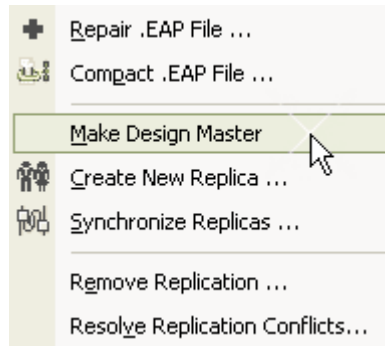 Repair .EAP File ...
Compact .EAP File ...
Make Design Master
Create New Replica ...
Synchronize Replicas ...
Remove Replication ...
Resolve Replication Conflicts...